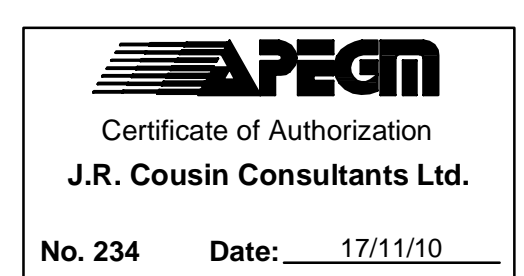 APEGM
Certificate of Authorization
J.R. Cousin Consultants Ltd.
No. 234 Date: 17/11/10